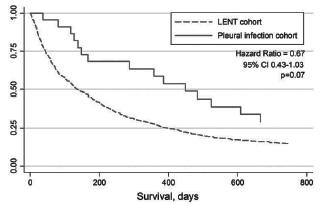 1.00
0.75
0.50
0.25
0.00
LENT cohort
Pleural infection cohort
Hazard Ratio = 0.67
95% CI 0.43-1.03
p=0.07
0 200 400 600 800
Survival, days